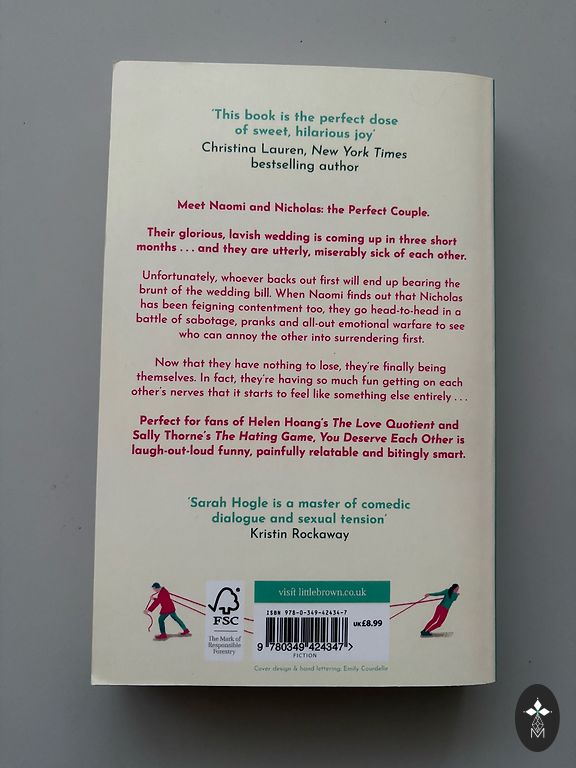 'This book is the perfect dose
of sweet, hilarious joy'
Christina Lauren, New York Times
bestselling author
Meet Naomi and Nicholas: the Perfect Couple.
Their glorious, lavish wedding is coming up in three short
months . . . and they are utterly, miserably sick of each other.
Unfortunately, whoever backs out first will end up bearing the
brunt of the wedding bill. When Naomi finds out that Nicholas
has been feigning contentment too, they go head-to-head in a
battle of sabotage, pranks and all-out emotional warfare to see
who can annoy the other into surrendering first.
Now that they have nothing to lose, they're finally being
themselves. In fact, they're having so much fun getting on each
other's nerves that it starts to feel like something else entirely . . .
Perfect for fans of Helen Hoang's The Love Quotient and
Sally Thorne's The Hating Game, You Deserve Each Other is
laugh-out-loud funny, painfully relatable and bitingly smart.
'Sarah Hogle is a master of comedic
dialogue and sexual tension'
Kristin Rockaway
FSC
The Mark of
Responsible
Forestry
visit littlebrown.co.uk
ISBN 978-0-349-42434-7
UK£8.99
9 780349 424347 >
FICTION
Cover design & hand lettering: Emily Courdelle
M